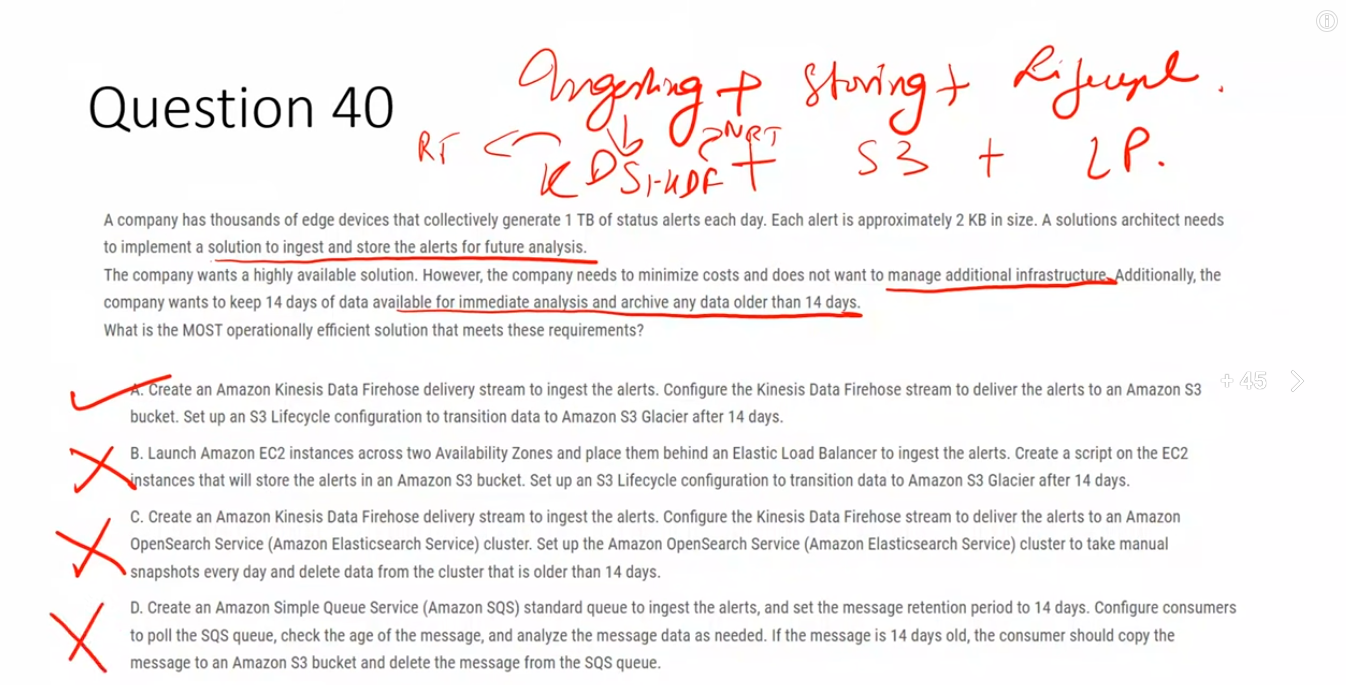 Question 40
Ingesting + Storing + Lifecycle.
RT < KDS, KDF NRT + S3 + LP.
A company has thousands of edge devices that collectively generate 1 TB of status alerts each day. Each alert is approximately 2 KB in size. A solutions architect needs
to implement a solution to ingest and store the alerts for future analysis.
The company wants a highly available solution. However, the company needs to minimize costs and does not want to manage additional infrastructure. Additionally, the
company wants to keep 14 days of data available for immediate analysis and archive any data older than 14 days.
What is the MOST operationally efficient solution that meets these requirements?
A. Create an Amazon Kinesis Data Firehose delivery stream to ingest the alerts. Configure the Kinesis Data Firehose stream to deliver the alerts to an Amazon S3
bucket. Set up an S3 Lifecycle configuration to transition data to Amazon S3 Glacier after 14 days.
+ 45
B. Launch Amazon EC2 instances across two Availability Zones and place them behind an Elastic Load Balancer to ingest the alerts. Create a script on the EC2
instances that will store the alerts in an Amazon S3 bucket. Set up an S3 Lifecycle configuration to transition data to Amazon S3 Glacier after 14 days.
C. Create an Amazon Kinesis Data Firehose delivery stream to ingest the alerts. Configure the Kinesis Data Firehose stream to deliver the alerts to an Amazon
OpenSearch Service (Amazon Elasticsearch Service) cluster. Set up the Amazon OpenSearch Service (Amazon Elasticsearch Service) cluster to take manual
snapshots every day and delete data from the cluster that is older than 14 days.
D. Create an Amazon Simple Queue Service (Amazon SQS) standard queue to ingest the alerts, and set the message retention period to 14 days. Configure consumers
to poll the SQS queue, check the age of the message, and analyze the message data as needed. If the message is 14 days old, the consumer should copy the
message to an Amazon S3 bucket and delete the message from the SQS queue.